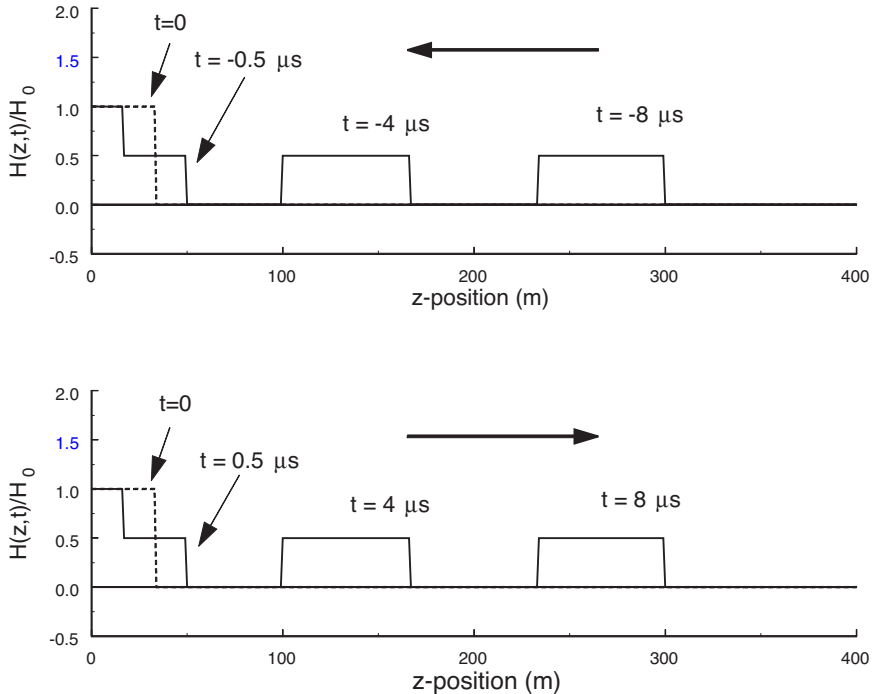 2.0
t=0
t = -0.5 μs
1.5
H(z,t)/H0
1.0
t = -4 μs
t = -8 μs
0.5
0.0
-0.5
0
100
200
300
400
z-position (m)
2.0
t=0
1.5
t = 0.5 μs
H(z,t)/H0
1.0
t = 4 μs
t = 8 μs
0.5
0.0
-0.5
0
100
200
300
400
z-position (m)